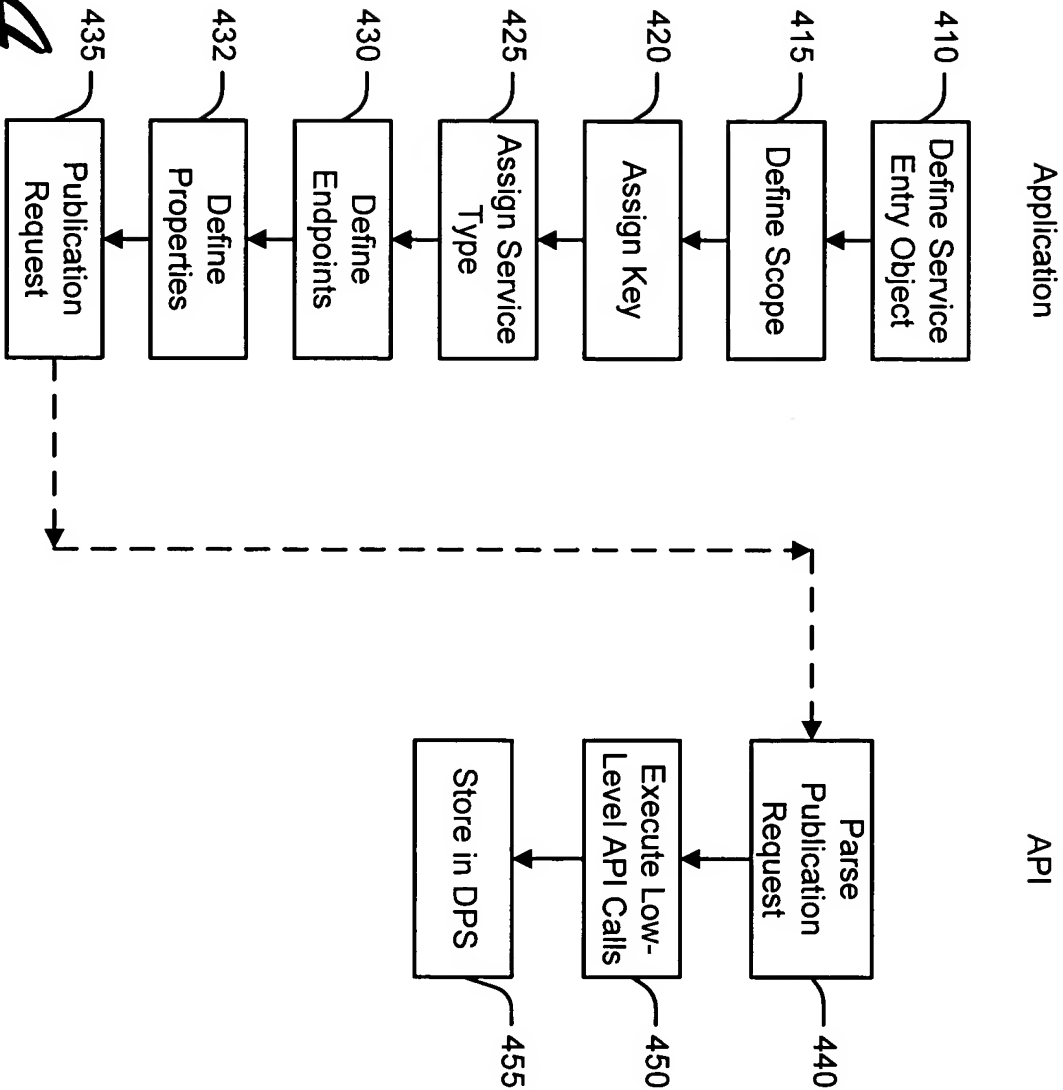 Application
API
410
Define Service
Entry Object
415
Define Scope
420
Assign Key
425
Assign Service
Type
430
Define
Endpoints
432
Define
Properties
435
Publication
Request
Parse
Publication
Request
440
Execute Low-
Level API Calls
450
Store in DPS
455